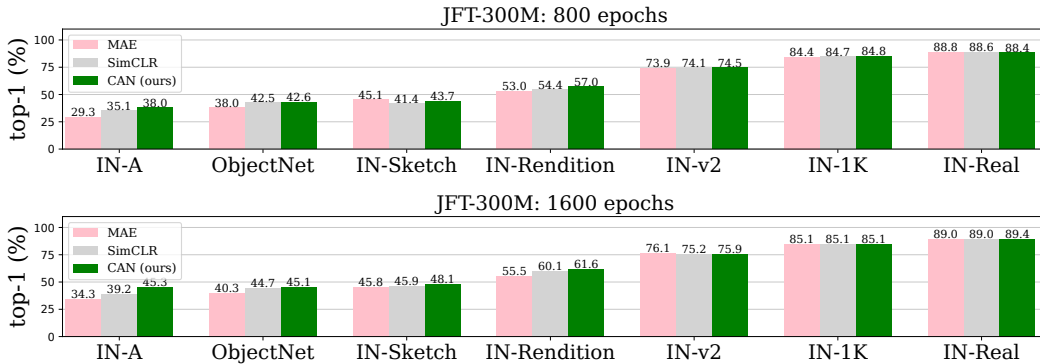 JFT-300M: 800 epochs
top-1 (%)
100
75
50
25
0
MAE
SimCLR
CAN (ours)
29.3 35.1 38.0
38.0 42.5 42.6
45.1 41.4 43.7
53.0 54.4 57.0
73.9 74.1 74.5
84.4 84.7 84.8
88.8 88.6 88.4
IN-A ObjectNet IN-Sketch IN-Rendition IN-v2 IN-1K IN-Real
JFT-300M: 1600 epochs
top-1 (%)
100
75
50
25
0
MAE
SimCLR
CAN (ours)
34.3 39.2 45.3
40.3 44.7 45.1
45.8 45.9 48.1
55.5 60.1 61.6
76.1 75.2 75.9
85.1 85.1 85.1
89.0 89.0 89.4
IN-A ObjectNet IN-Sketch IN-Rendition IN-v2 IN-1K IN-Real